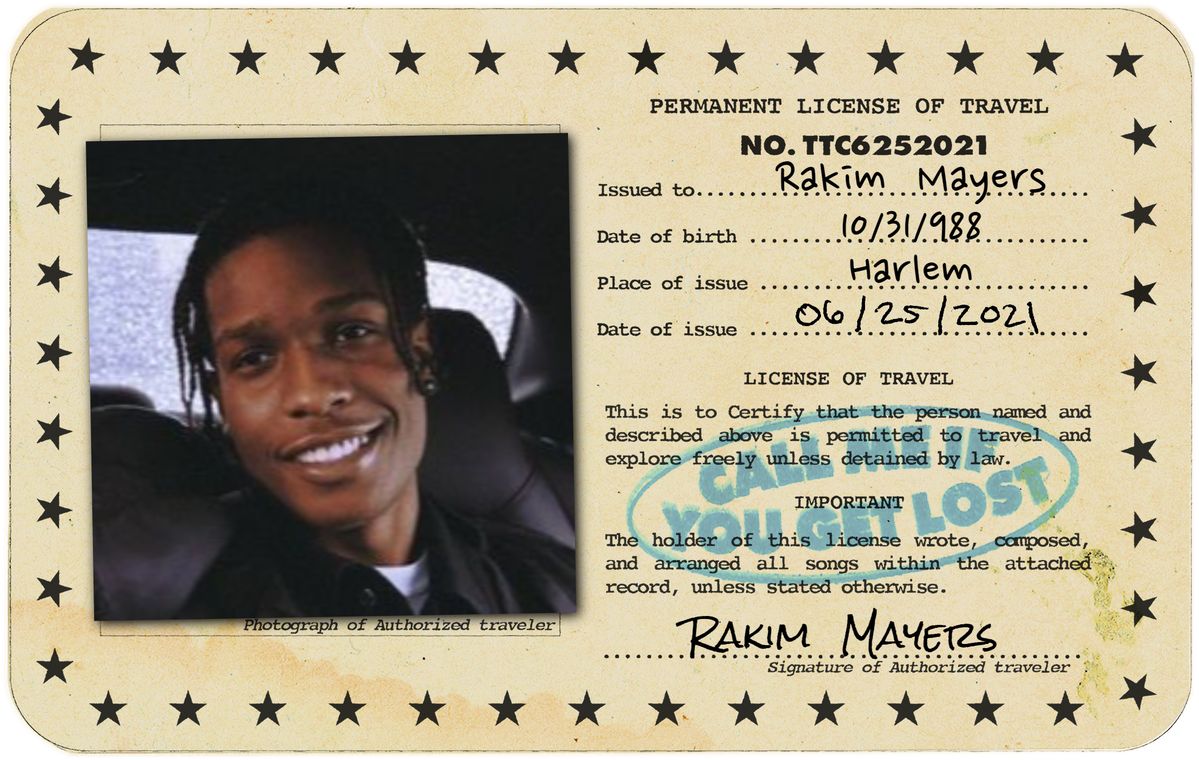 PERMANENT LICENSE OF TRAVEL
NO. TTC6252021
Issued to..... Rakim Mayers
Date of birth ..... 10/31/988
Place of issue ..... Harlem
Date of issue ..... 06/25/2021
LICENSE OF TRAVEL
This is to Certify that the person named and
described above is permitted to travel and
explore freely unless detained by law.
CALL ME IF
YOU GET LOST
IMPORTANT
The holder of this license wrote, composed,
and arranged all songs within the attached
record, unless stated otherwise.
RAKIM MAYERS
Signature of Authorized traveler
Photograph of Authorized traveler